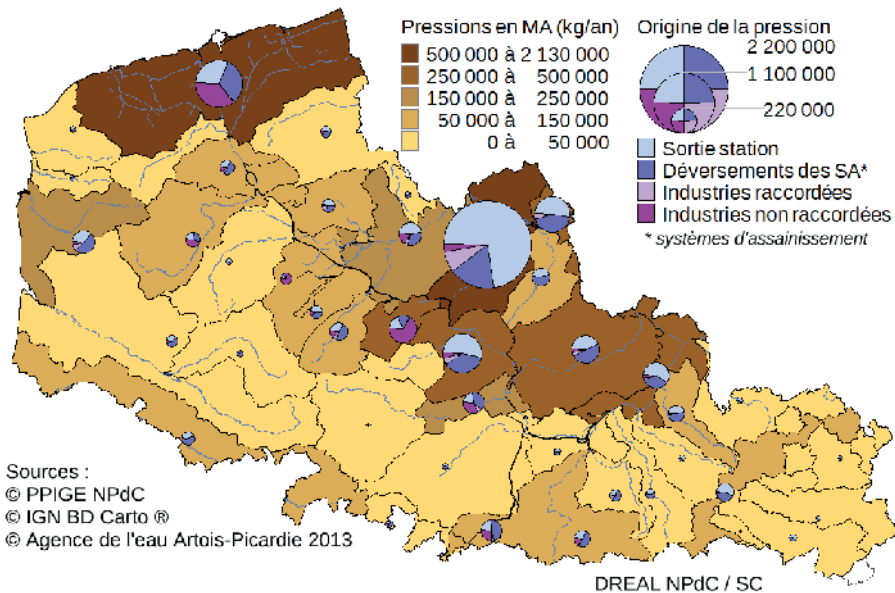 Pressions en MA (kg/an)
500 000 à 2 130 000
250 000 à 500 000
150 000 à 250 000
50 000 à 150 000
0 à 50 000
Origine de la pression
2 200 000
1 100 000
220 000
Sortie station
Déversements des SA*
Industries raccordées
Industries non raccordées
* systèmes d'assainissement
Sources :
© PPIGE NPdC
© IGN BD Carto ®
© Agence de l'eau Artois-Picardie 2013
DREAL NPdC / SC